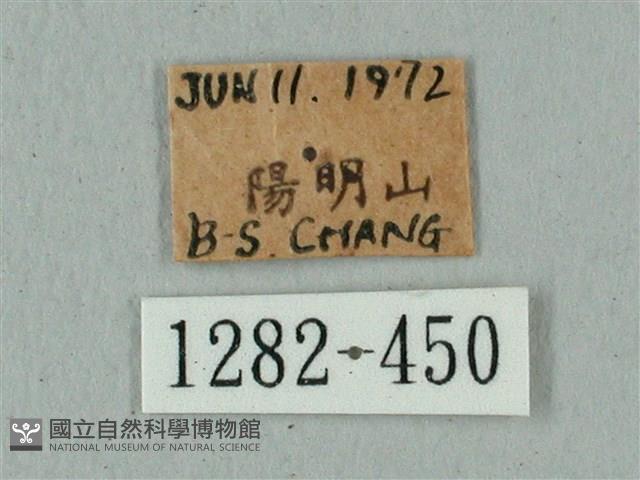 JUN 11. 1972
陽明山
B-S. CHANG
1282-450
國立自然科學博物館
NATIONAL MUSEUM OF NATURAL SCIENCE